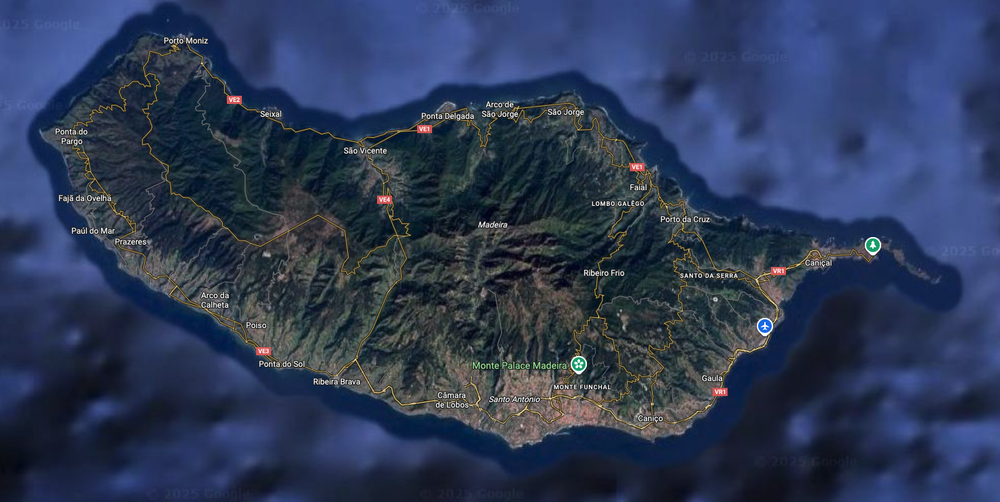 © 2025 Google
2025 Google
Porto Moniz
© 2025 Google
VE2
5 Google
Seixal
Ponta Delgada
Arco de
São Jorge
São Jorge
VE1
Ponta do
Pargo
São Vicente
VE1
Faial
Fajã da Ovelha
VE4
LOMBO GALÊGO
Madeira
Porto da Cruz
Paúl do Mar
Prazeres
© 2025 Google
Caniçal
Ribeiro Frio
SANTO DA SERRA
VR1
Arco da
Calheta
Poiso
VE3
Ponta do Sol
Monte Palace Madeira
Ribeira Brava
MONTE FUNCHAL
Gaula
VR1
Câmara
de Lobos
Santo António
Caniço
© 2025 Google
© 2025 Google
© 2025 Google